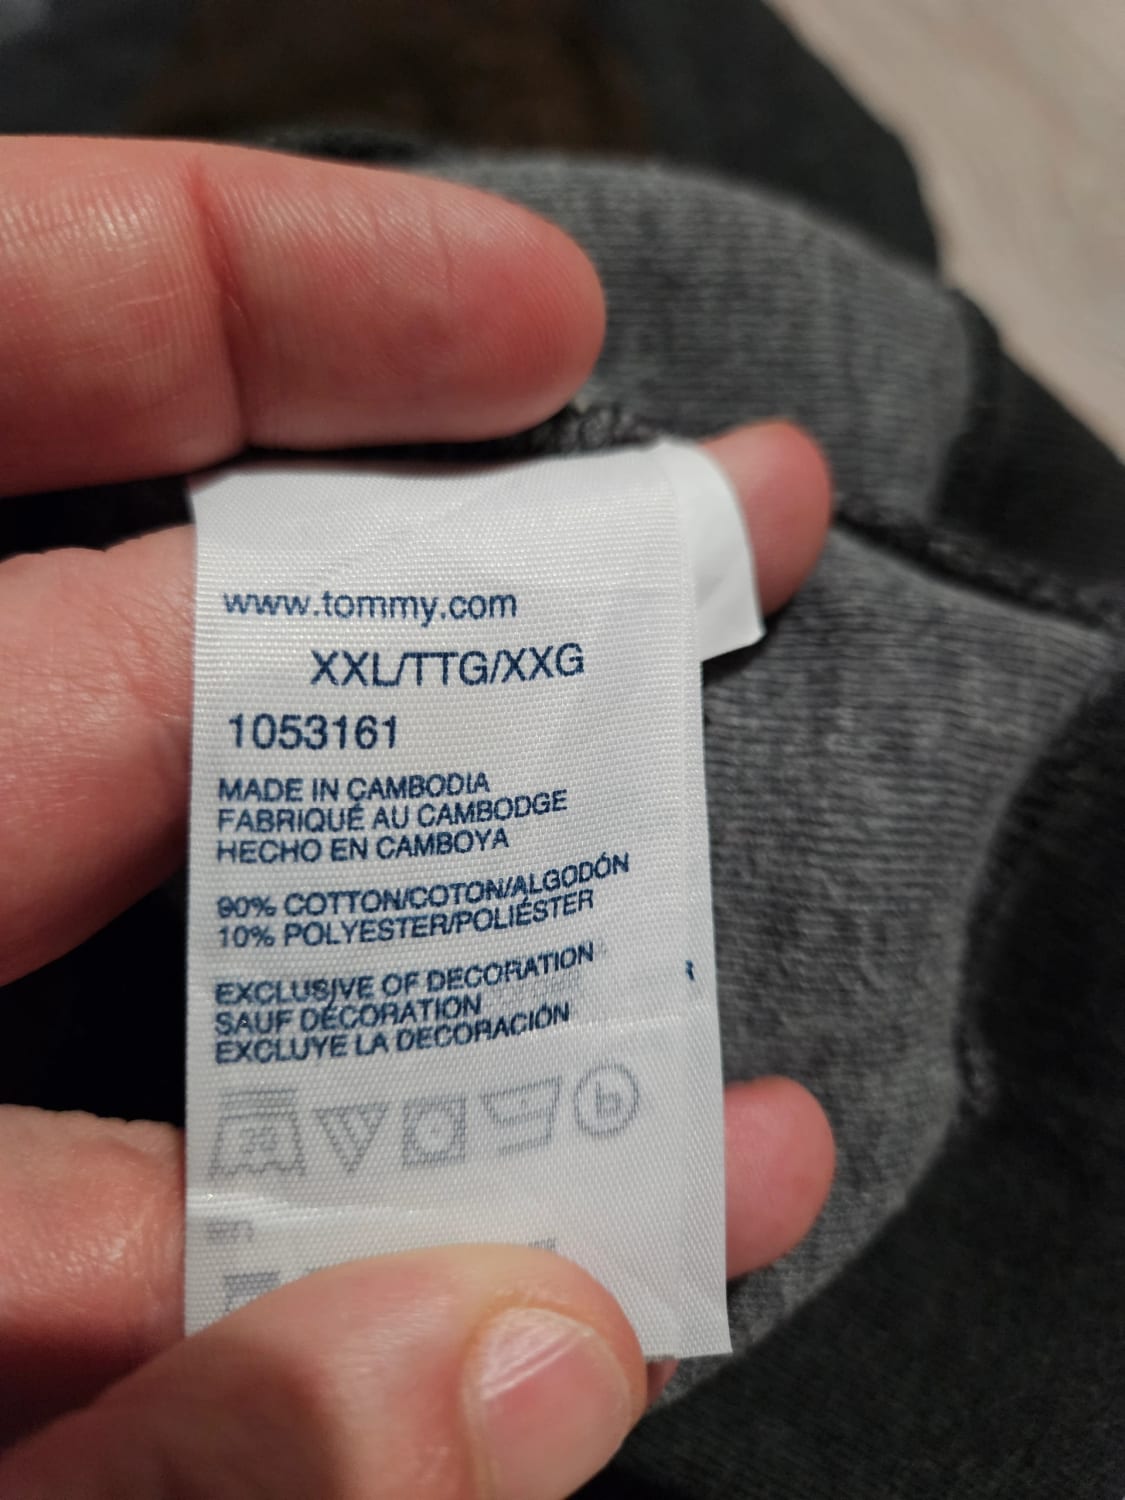 www.tommy.com
XXL/TTG/XXG
1053161
MADE IN CAMBODIA
FABRIQUÉ AU CAMBODGE
HECHO EN CAMBOYA
90% COTTON/COTON/ALGODÓN
10% POLYESTER/POLIÉSTER
EXCLUSIVE OF DECORATION
SAUF DÉCORATION
EXCLUYE LA DECORACIÓN